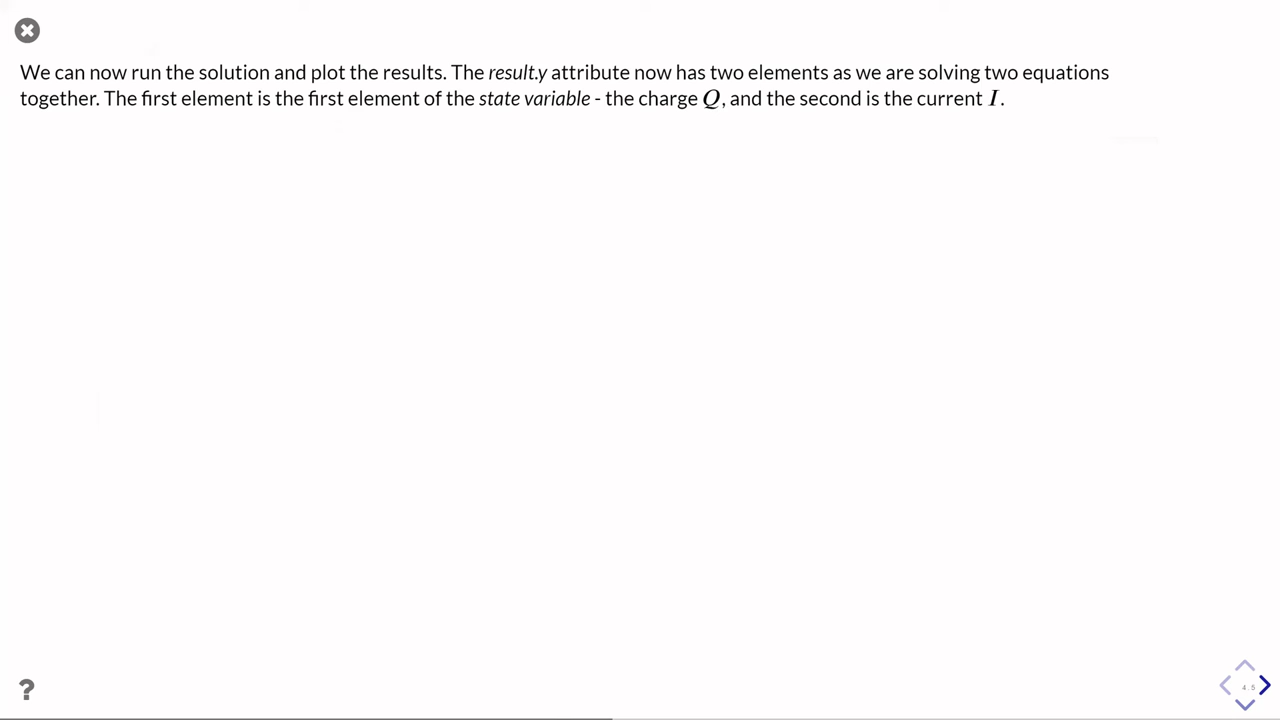 We can now run the solution and plot the results. The result.y attribute now has two elements as we are solving two equations
together. The first element is the first element of the state variable - the charge Q, and the second is the current I.
?
4.5